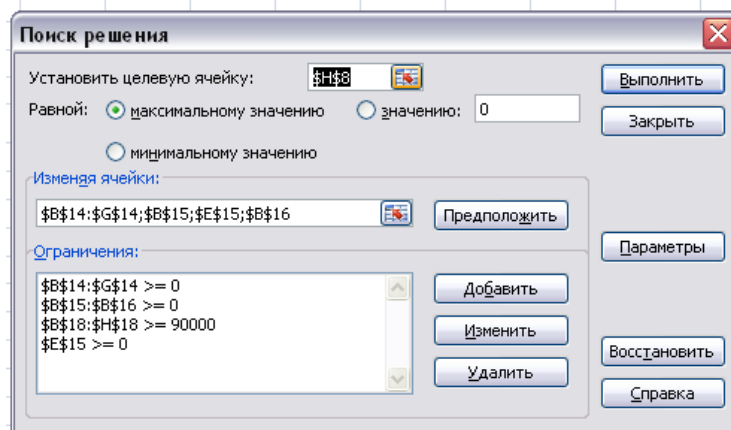 Поиск решения
Установить целевую ячейку: $H$8
Выполнить
Равной: максимальному значению значению: 0
Закрыть
минимальному значению
Изменяя ячейки:
$B$14:$G$14;$B$15;$E$15;$B$16
Предположить
Параметры
Ограничения:
$B$14:$G$14 >= 0
$B$15:$B$16 >= 0
$B$18:$H$18 >= 90000
$E$15 >= 0
Добавить
Изменить
Удалить
Восстановить
Справка